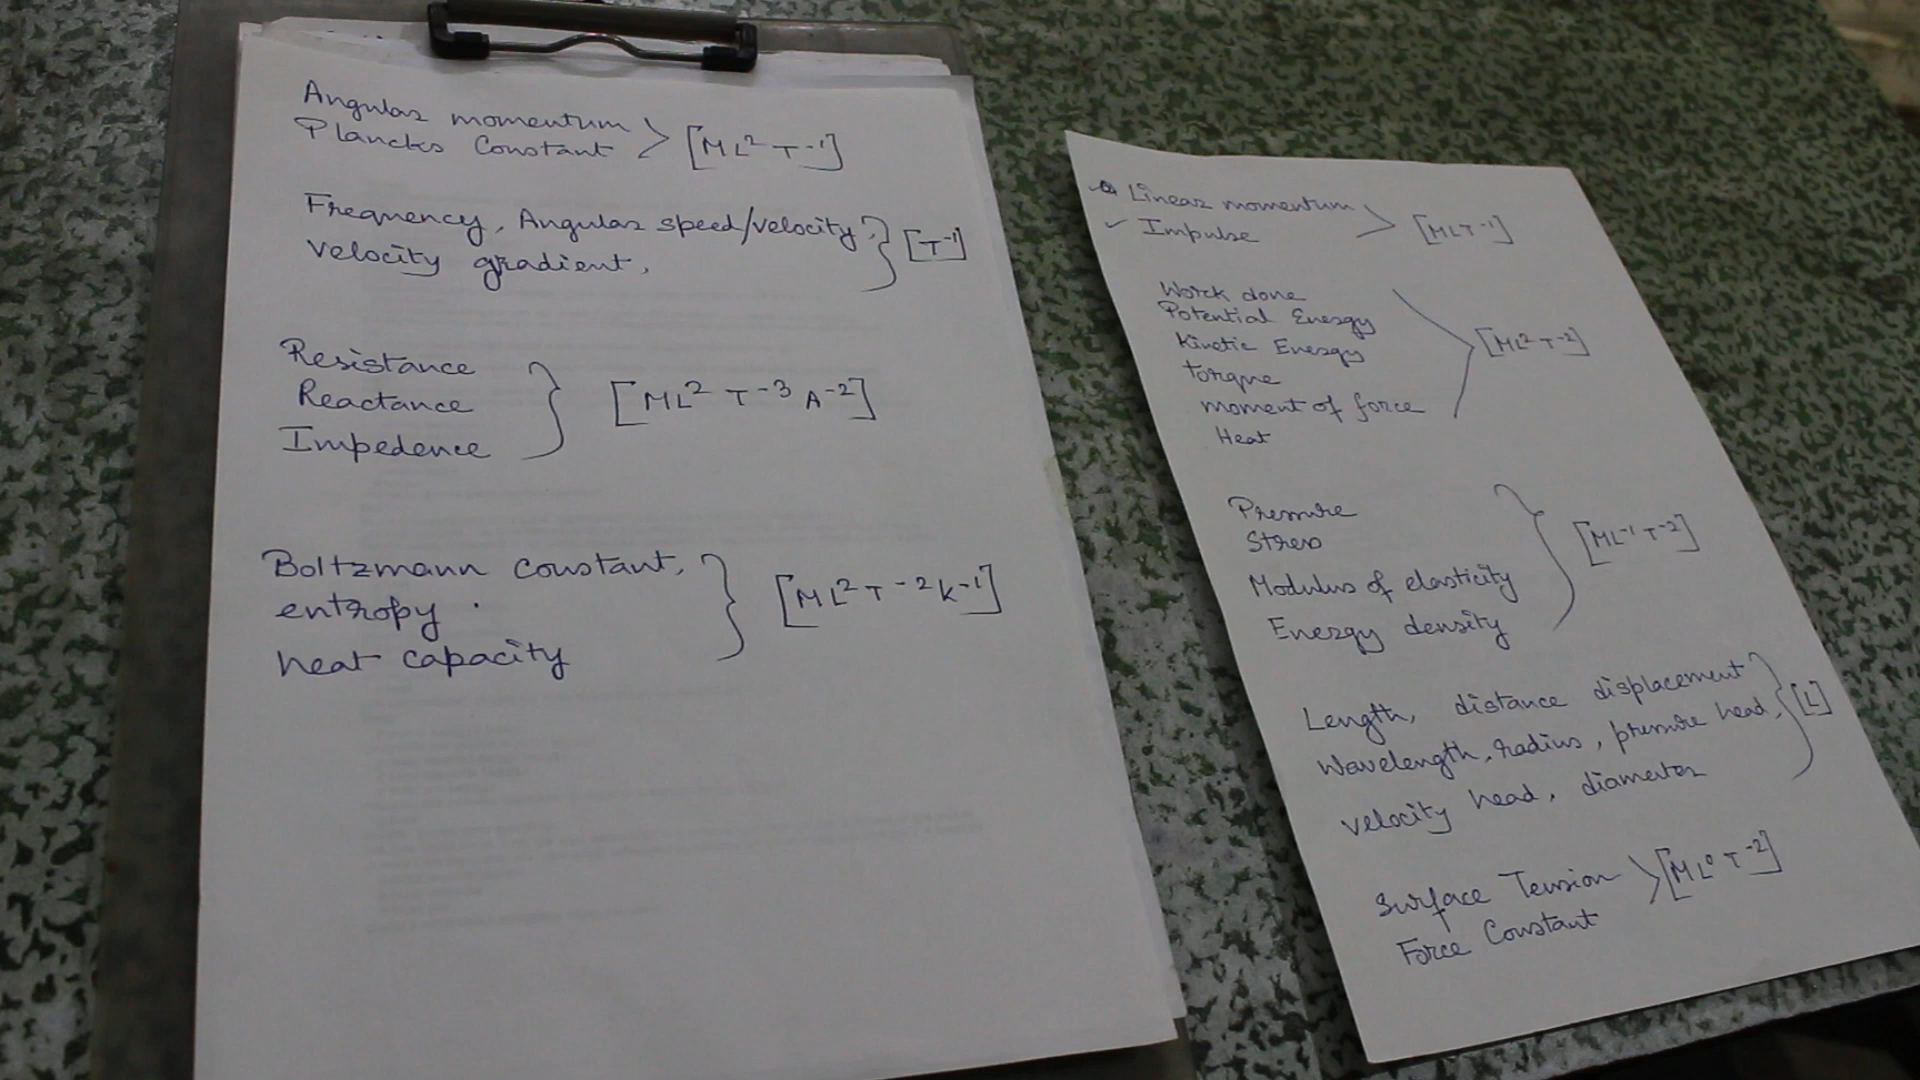 Angular momentum
Plancks Constant > [ML² T⁻¹]
Frequency, Angular speed/velocity,
velocity gradient, } [T⁻¹]
Resistance
Reactance } [ML² T⁻³ A⁻²]
Impedence
Boltzmann constant,
entropy . } [ML² T⁻² K⁻¹]
heat capacity
Linear momentum
✓ Impulse > [MLT⁻¹]
Work done
Potential Energy
Kinetic Energy [ML² T⁻²]
torque
moment of force
Heat
Pressure
Stress } [ML⁻¹ T⁻²]
Modulus of elasticity
Energy density
Length, distance displacement
Wavelength, radius, pressure head, } [L]
velocity head, diameter
Surface Tension > [ML⁰ T⁻²]
Force Constant